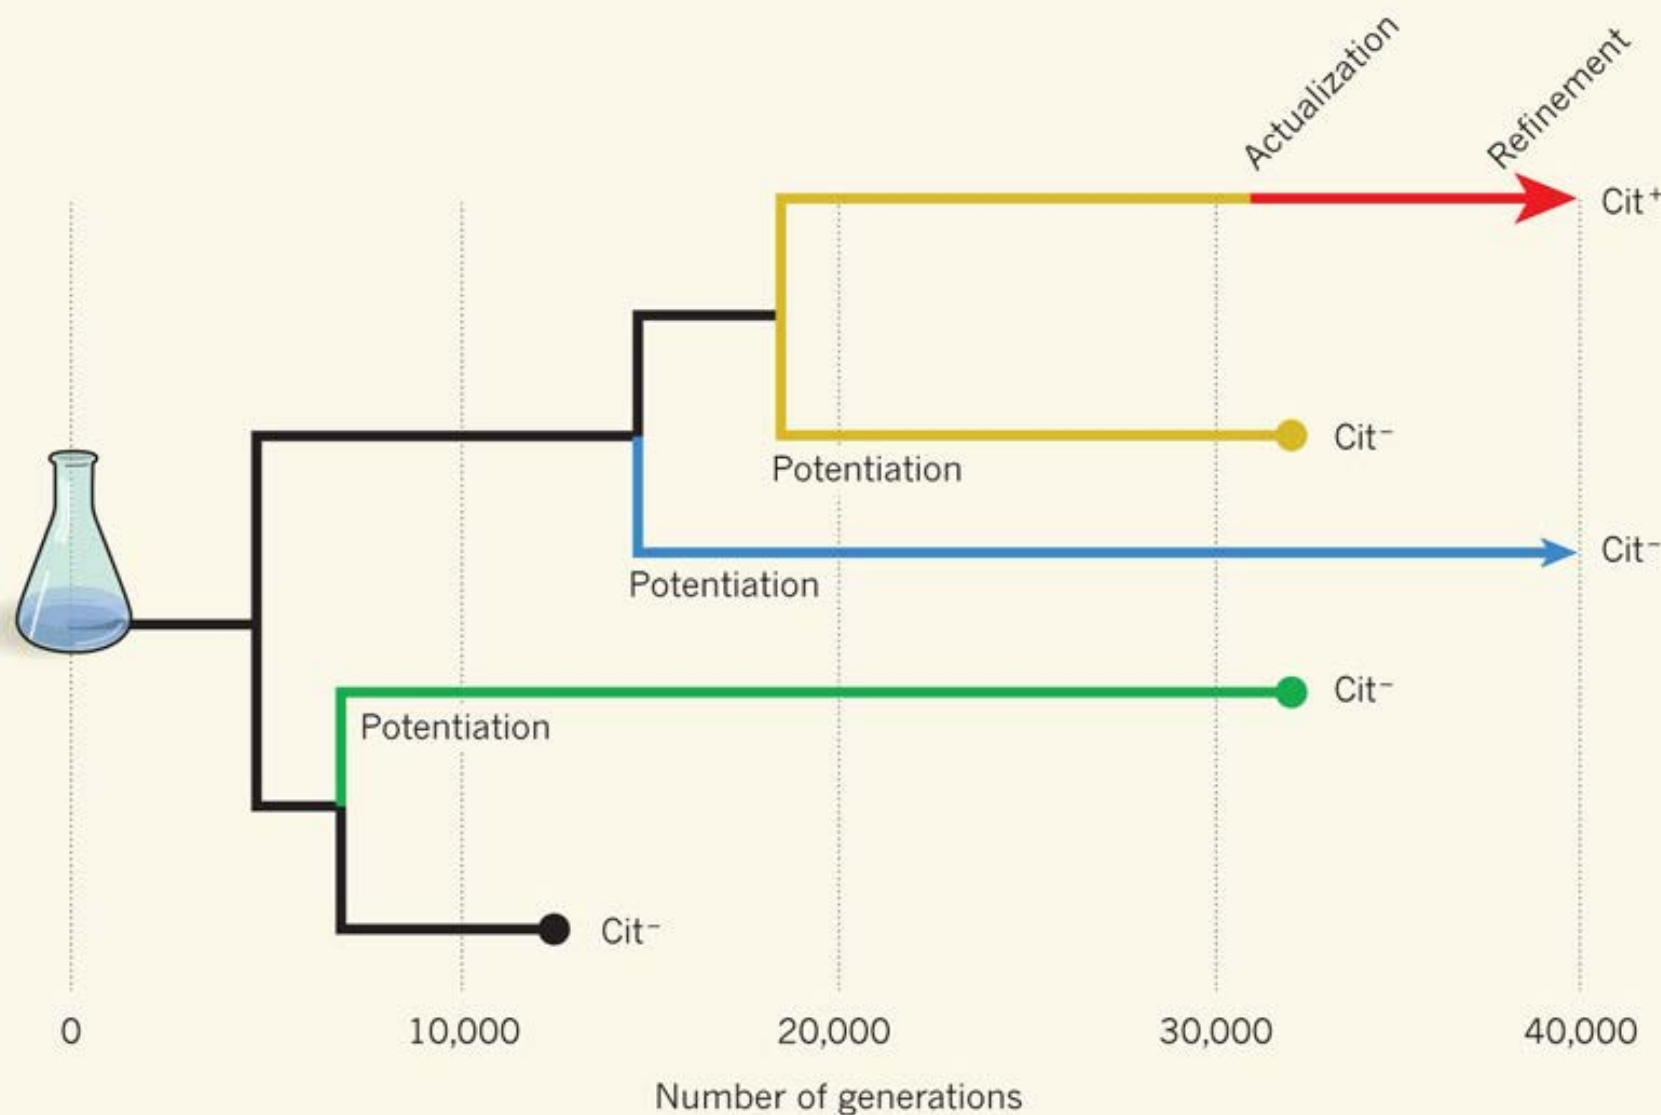 Actualization
Refinement
Cit⁺
Cit⁻
Potentiation
Cit⁻
Potentiation
Cit⁻
Potentiation
Cit⁻
0
10,000
20,000
30,000
40,000
Number of generations